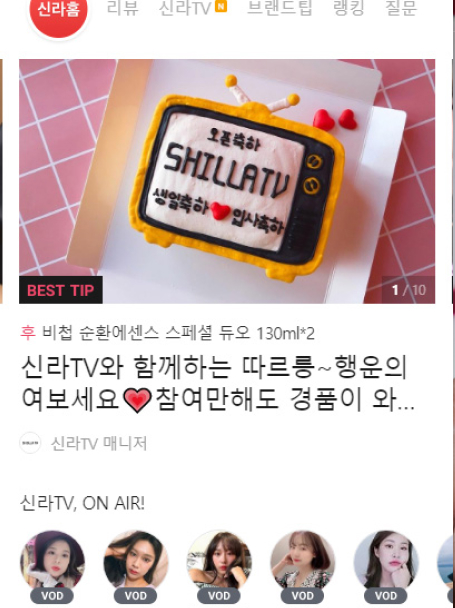 신라홈 리뷰 신라TV N 브랜드팁 랭킹 질문
오픈축하
SHILLATV
생일축하 입사축하
BEST TIP
1 / 10
후 비첩 순환에센스 스페셜 듀오 130ml*2
신라TV와 함께하는 따르릉~행운의
여보세요💗참여만해도 경품이 와...
신라TV 매니저
신라TV, ON AIR!
VOD VOD VOD VOD VOD